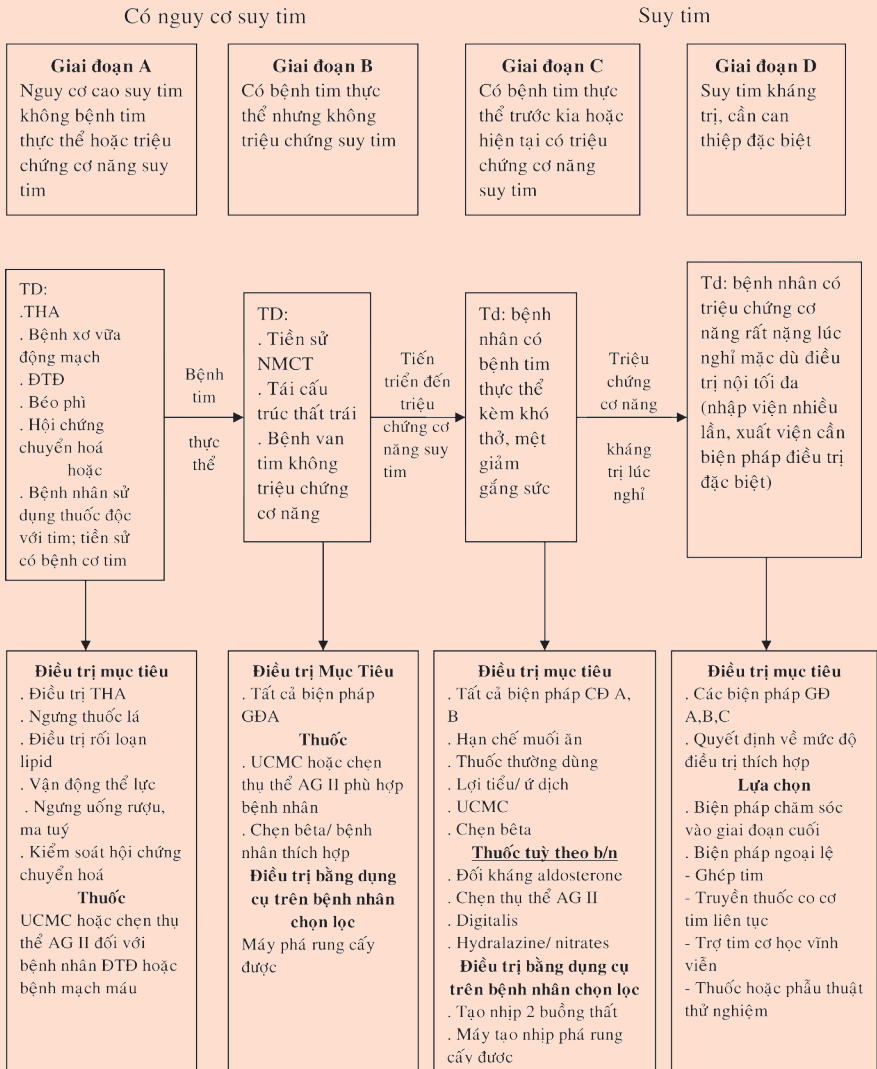 Có nguy cơ suy tim
Suy tim
Giai đoạn A
Nguy cơ cao suy tim
không bệnh tim
thực thể hoặc triệu
chứng cơ năng suy
tim
Giai đoạn B
Có bệnh tim thực
thể nhưng không
triệu chứng suy tim
Giai đoạn C
Có bệnh tim thực
thể trước kia hoặc
hiện tại có triệu
chứng cơ năng
suy tim
Giai đoạn D
Suy tim kháng
trị, cần can
thiệp đặc biệt
TD:
.THA
. Bệnh xơ vữa
động mạch
. ĐTĐ
. Béo phì
. Hội chứng
chuyển hoá
hoặc
. Bệnh nhân sử
dụng thuốc độc
với tim; tiền sử
có bệnh cơ tim
Bệnh
tim
thực
thể
TD:
. Tiền sử
NMCT
. Tái cấu
trúc thất trái
. Bệnh van
tim không
triệu chứng
cơ năng
Tiến
triển đến
triệu
chứng cơ
năng suy
tim
Td: bệnh
nhân có
bệnh tim
thực thể
kèm khó
thở, mệt
giảm
gắng sức
Triệu
chứng
cơ năng
kháng
trị lúc
nghỉ
Td: bệnh nhân có
triệu chứng cơ
năng rất nặng lúc
nghỉ mặc dù điều
trị nội tối đa
(nhập viện nhiều
lần, xuất viện cần
biện pháp điều trị
đặc biệt)
Điều trị mục tiêu
. Điều trị THA
. Ngưng thuốc lá
. Điều trị rối loạn
lipid
. Vận động thể lực
. Ngưng uống rượu,
ma tuý
. Kiểm soát hội chứng
chuyển hoá
Thuốc
UCMC hoặc chẹn thụ
thể AG II đối với
bệnh nhân ĐTĐ hoặc
bệnh mạch máu
Điều trị Mục Tiêu
. Tất cả biện pháp
GĐA
Thuốc
. UCMC hoặc chẹn
thụ thể AG II phù hợp
bệnh nhân
. Chẹn bêta/ bệnh
nhân thích hợp
Điều trị bằng dụng
cụ trên bệnh nhân
chọn lọc
Máy phá rung cấy
được
Điều trị mục tiêu
. Tất cả biện pháp CĐ A,
B
. Hạn chế muối ăn
. Thuốc thường dùng
. Lợi tiểu/ ứ dịch
. UCMC
. Chẹn bêta
Thuốc tuỳ theo b/n
. Đối kháng aldosterone
. Chẹn thụ thể AG II
. Digitalis
. Hydralazine/ nitrates
Điều trị bằng dụng cụ
trên bệnh nhân chọn lọc
. Tạo nhịp 2 buồng thất
. Máy tạo nhịp phá rung
cấy được
Điều trị mục tiêu
. Các biện pháp GĐ
A,B,C
. Quyết định về mức độ
điều trị thích hợp
Lựa chọn
. Biện pháp chăm sóc
vào giai đoạn cuối
. Biện pháp ngoại lệ
- Ghép tim
- Truyền thuốc co cơ
tim liên tục
- Trợ tim cơ học vĩnh
viễn
- Thuốc hoặc phẫu thuật
thử nghiệm